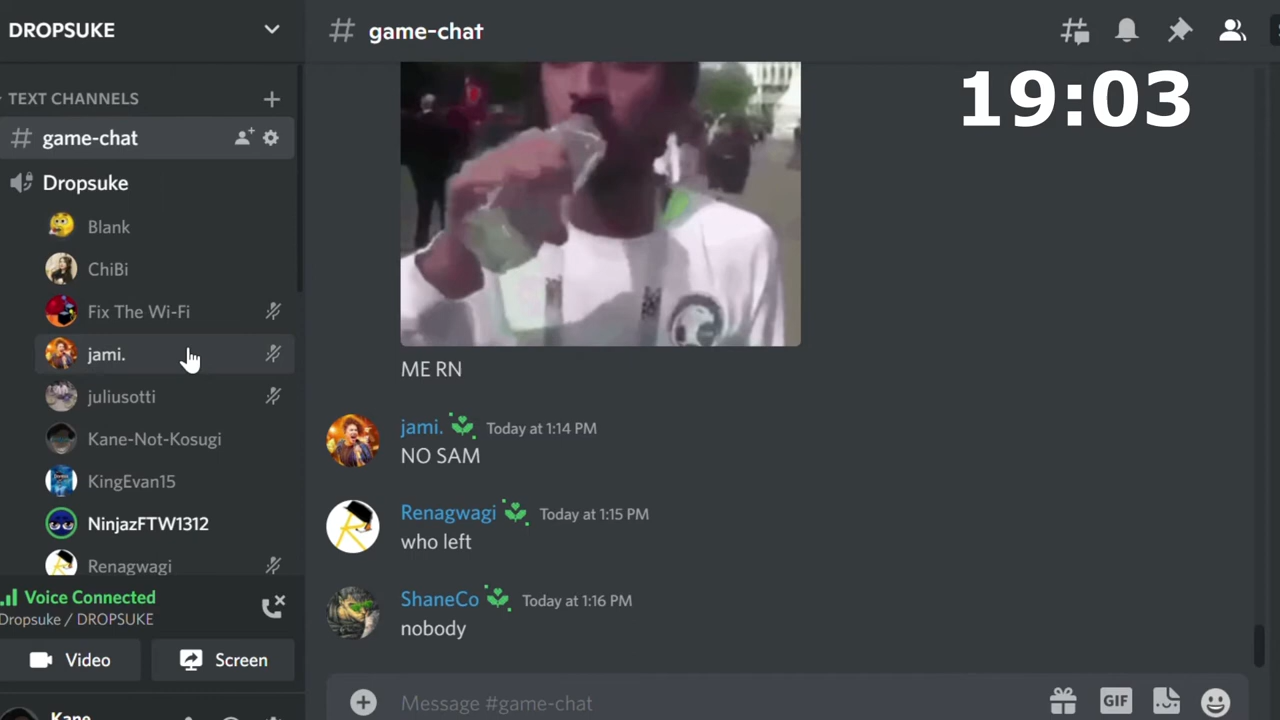 DROPSUKE
game-chat
19:03
TEXT CHANNELS
game-chat
Dropsuke
Blank
ChiBi
Fix The Wi-Fi
jami.
juliusotti
Kane-Not-Kosugi
KingEvan15
NinjazFTW1312
Renagwagi
Voice Connected
Dropsuke / DROPSUKE
Video
Screen
Kane
ME RN
jami. Today at 1:14 PM
NO SAM
Renagwagi Today at 1:15 PM
who left
ShaneCo Today at 1:16 PM
nobody
Message #game-chat
GIF